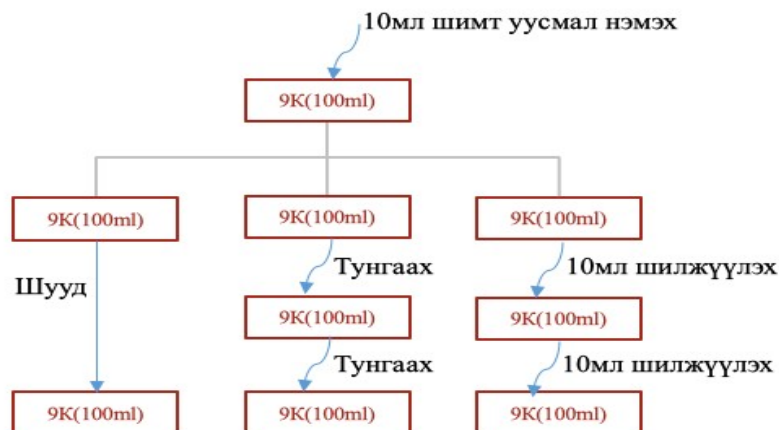 10мл шимт уусмал нэмэх
9K(100ml)
9K(100ml)
9K(100ml)
9K(100ml)
Шууд
Тунгаах
10мл шилжүүлэх
9K(100ml)
9K(100ml)
Тунгаах
10мл шилжүүлэх
9K(100ml)
9K(100ml)
9K(100ml)